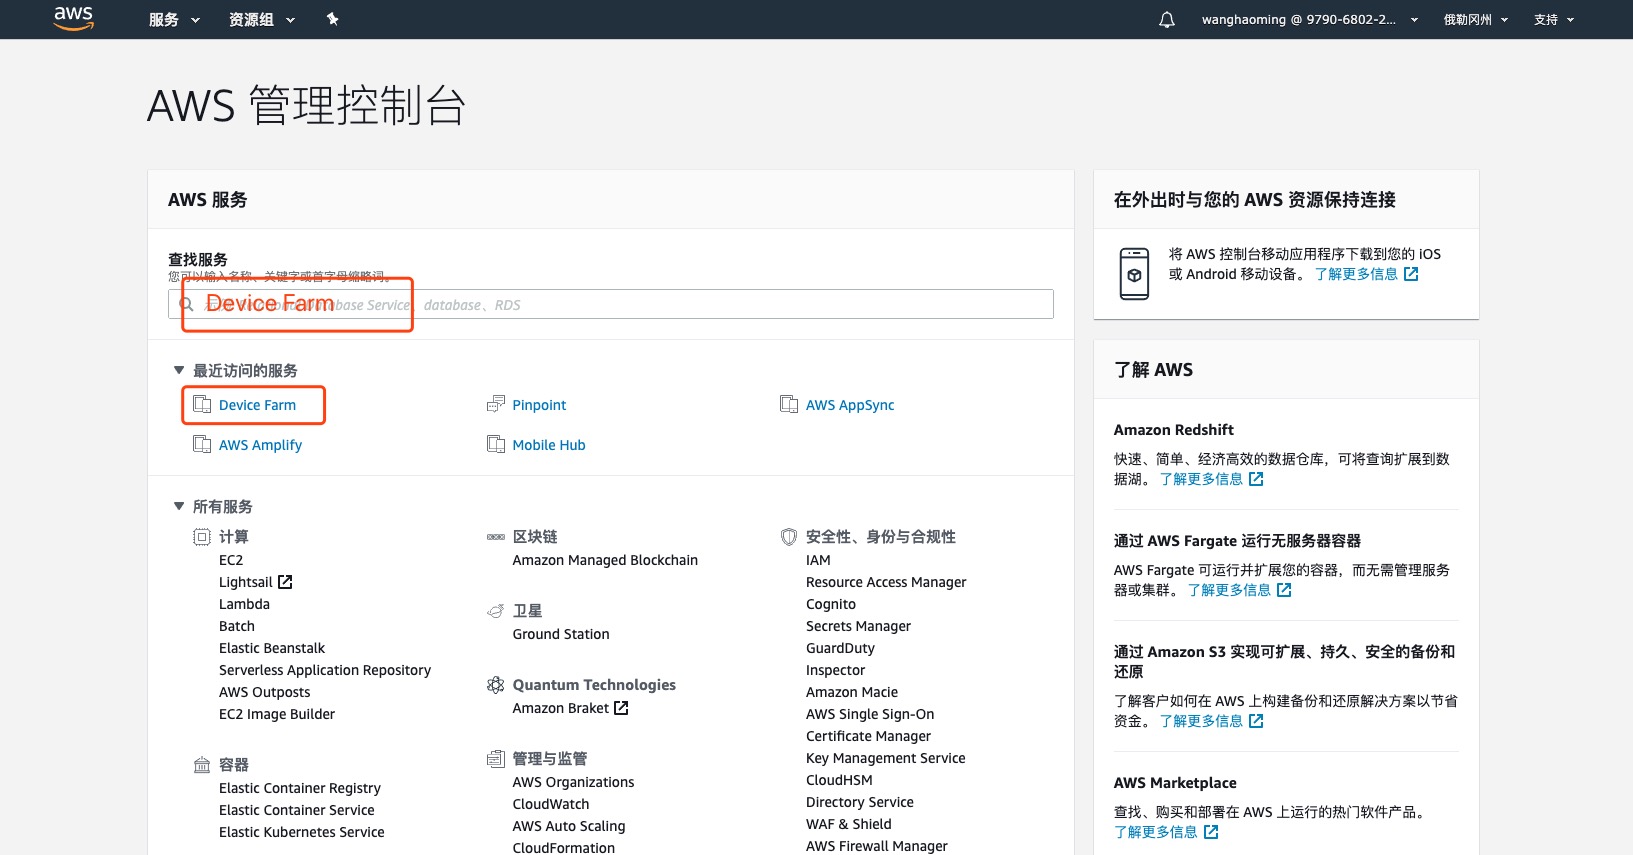 aws
服务
资源组
wanghaoming @ 9790-6802-2...
俄勒冈州
支持
AWS 管理控制台
AWS 服务
查找服务
您可以输入名称、关键字或首字母缩略词。
Device Farm
database Service、database、RDS
最近访问的服务
Device Farm
Pinpoint
AWS AppSync
AWS Amplify
Mobile Hub
所有服务
计算
EC2
Lightsail
Lambda
Batch
Elastic Beanstalk
Serverless Application Repository
AWS Outposts
EC2 Image Builder
容器
Elastic Container Registry
Elastic Container Service
Elastic Kubernetes Service
区块链
Amazon Managed Blockchain
卫星
Ground Station
Quantum Technologies
Amazon Braket
管理与监管
AWS Organizations
CloudWatch
AWS Auto Scaling
CloudFormation
安全性、身份与合规性
IAM
Resource Access Manager
Cognito
Secrets Manager
GuardDuty
Inspector
Amazon Macie
AWS Single Sign-On
Certificate Manager
Key Management Service
CloudHSM
Directory Service
WAF & Shield
AWS Firewall Manager
在外出时与您的 AWS 资源保持连接
将 AWS 控制台移动应用程序下载到您的 iOS
或 Android 移动设备。 了解更多信息
了解 AWS
Amazon Redshift
快速、简单、经济高效的数据仓库，可将查询扩展到数
据湖。 了解更多信息
通过 AWS Fargate 运行无服务器容器
AWS Fargate 可运行并扩展您的容器，而无需管理服务
器或集群。 了解更多信息
通过 Amazon S3 实现可扩展、持久、安全的备份和
还原
了解客户如何在 AWS 上构建备份和还原解决方案以节省
资金。 了解更多信息
AWS Marketplace
查找、购买和部署在 AWS 上运行的热门软件产品。
了解更多信息